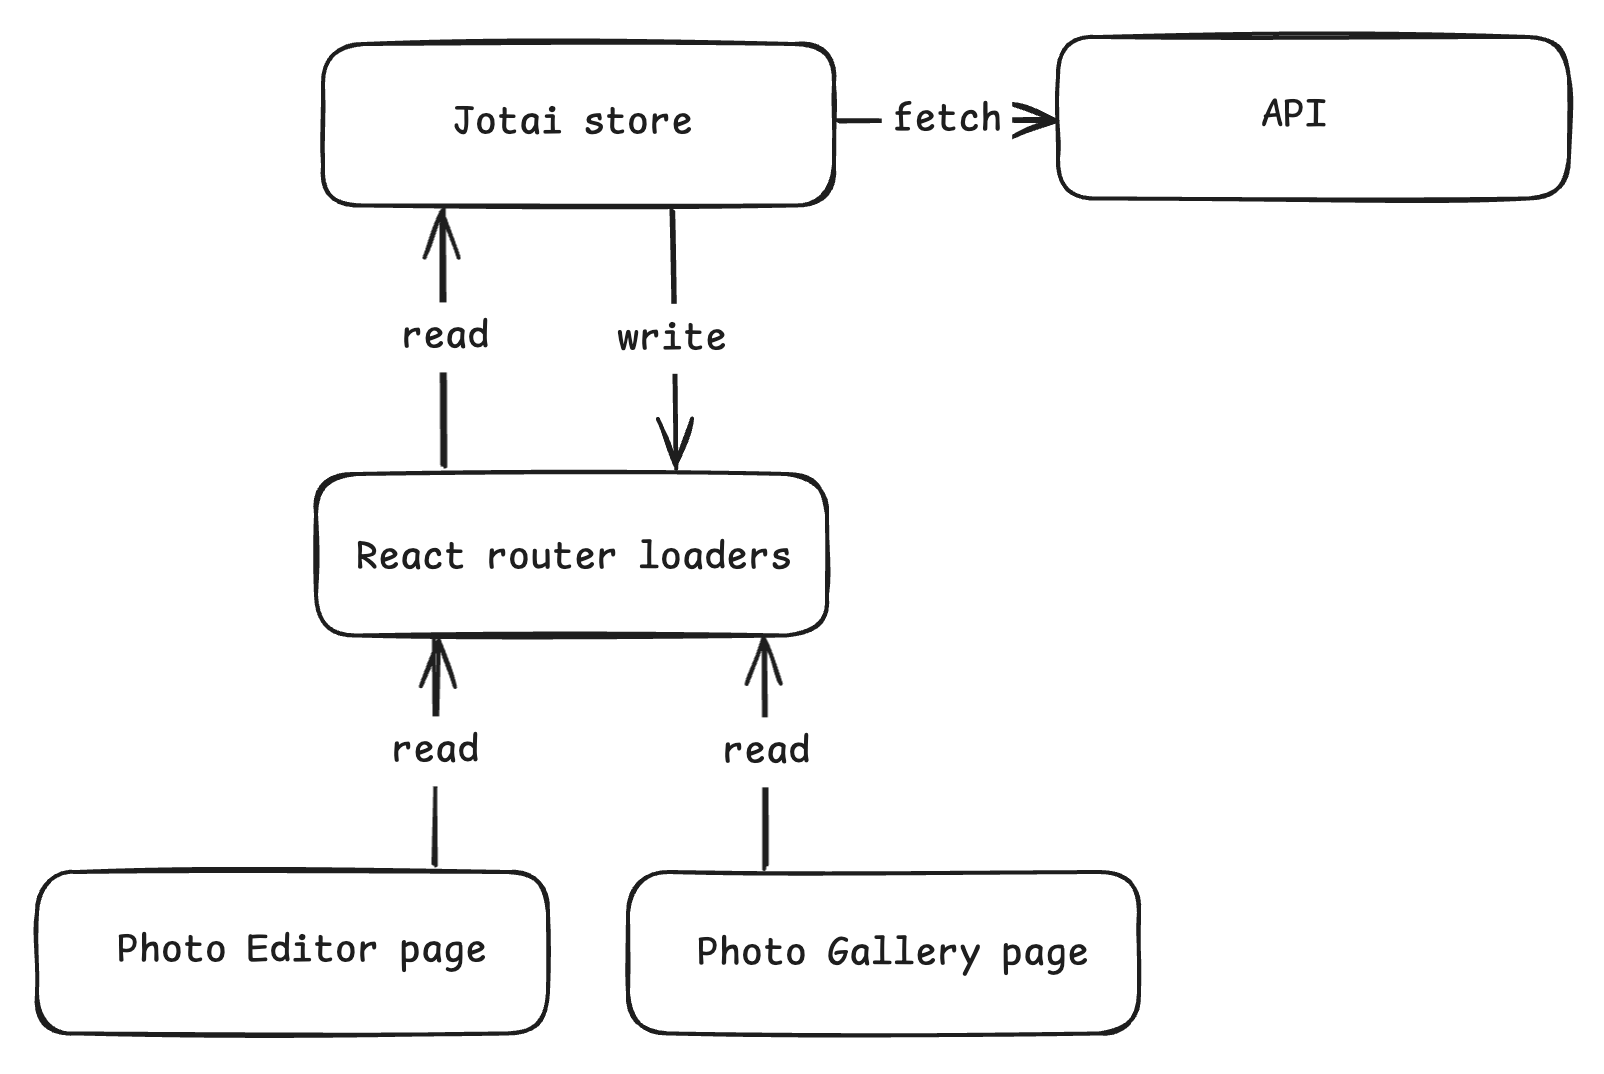 Jotai store
fetch
API
read
write
React router loaders
read
read
Photo Editor page
Photo Gallery page